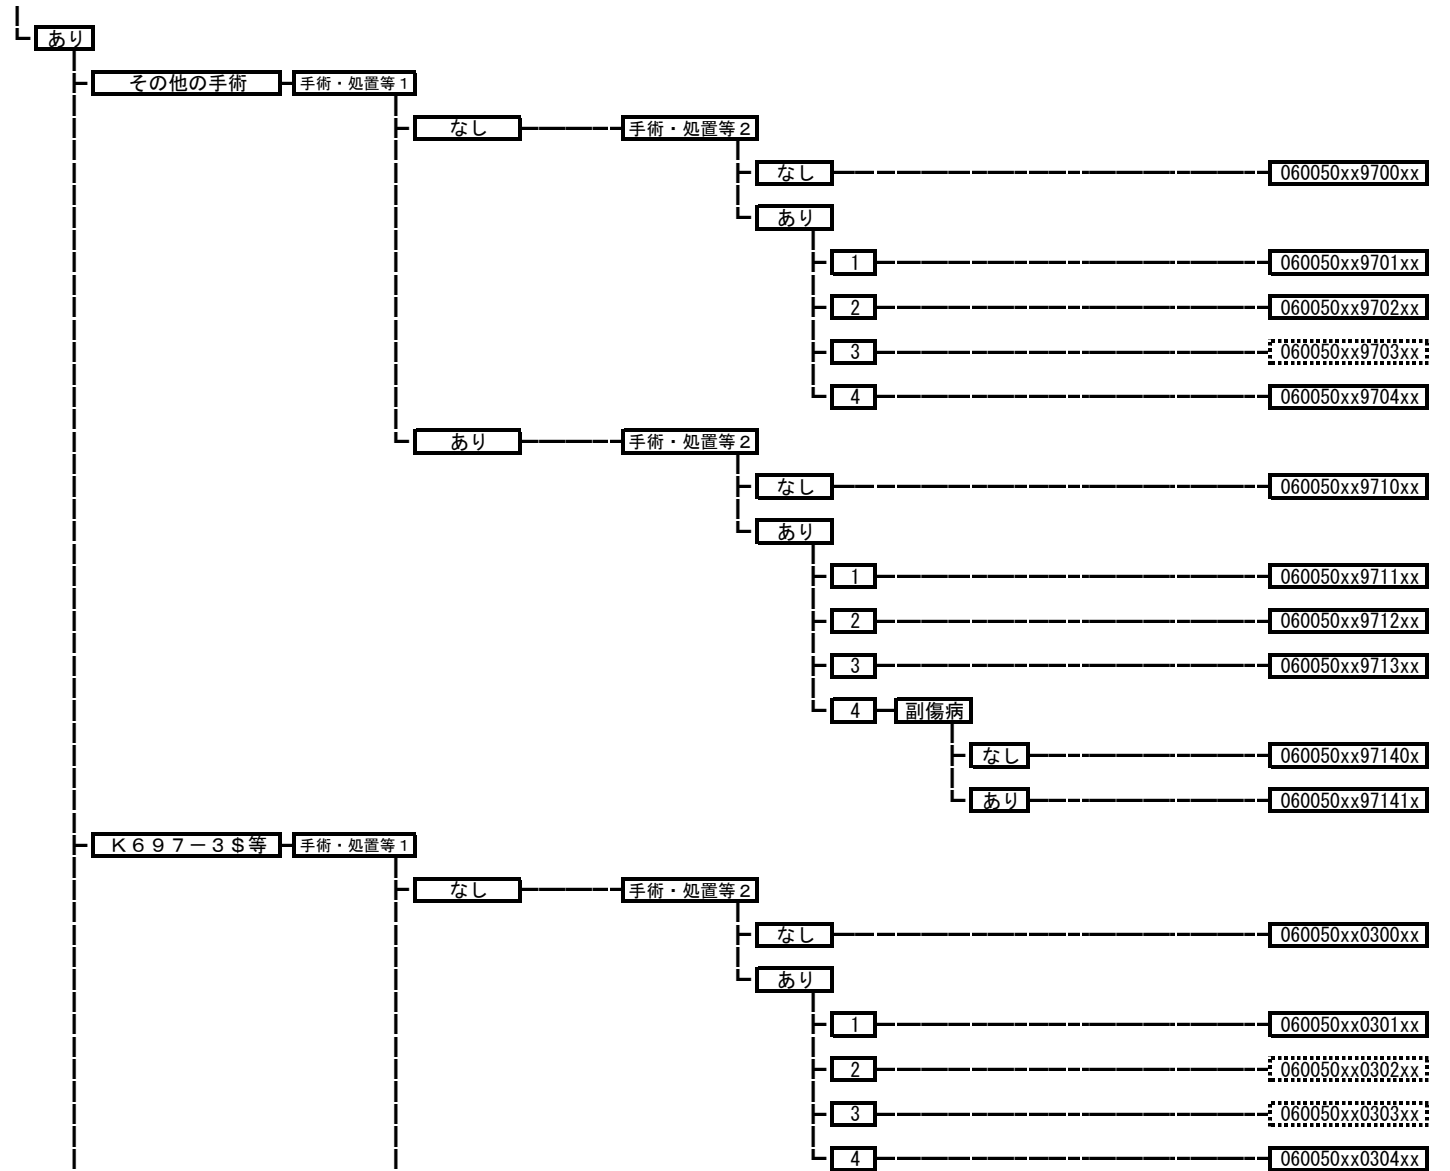 あり
その他の手術 手術・処置等1
なし 手術・処置等2
なし 060050xx9700xx
あり
1 060050xx9701xx
2 060050xx9702xx
3 060050xx9703xx
4 060050xx9704xx
あり 手術・処置等2
なし 060050xx9710xx
あり
1 060050xx9711xx
2 060050xx9712xx
3 060050xx9713xx
4 副傷病
なし 060050xx97140x
あり 060050xx97141x
K697-3$等 手術・処置等1
なし 手術・処置等2
なし 060050xx0300xx
あり
1 060050xx0301xx
2 060050xx0302xx
3 060050xx0303xx
4 060050xx0304xx